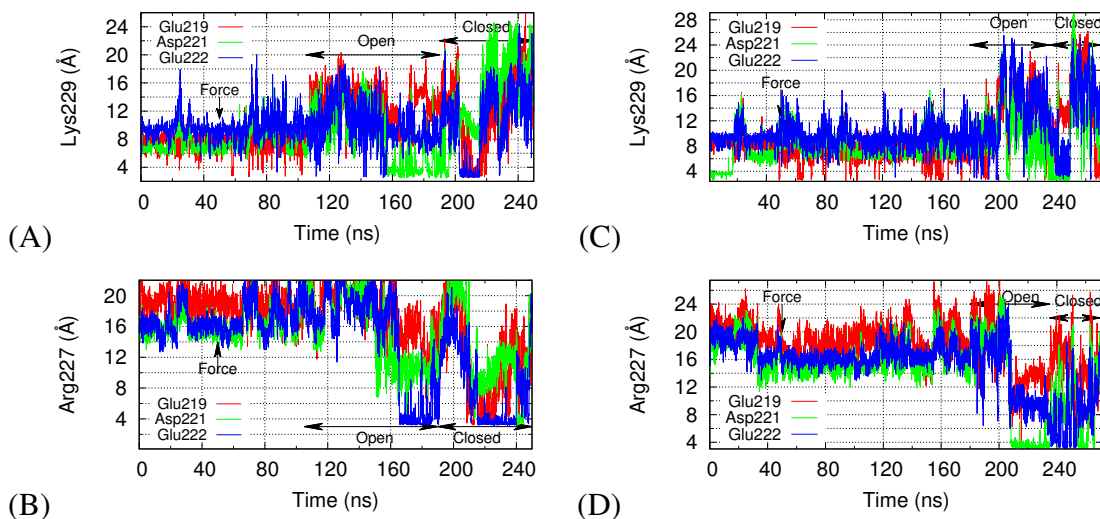 24
20
16
12
8
4
Lys229 (Å)
Glu219
Asp221
Glu222
Force
Open
Closed
0 40 80 120 160 200 240
Time (ns)
(A)
28
24
20
16
12
8
4
Lys229 (Å)
Glu219
Asp221
Glu222
Force
Open
Closed
40 80 120 160 200 240
Time (ns)
(C)
20
16
12
8
4
Arg227 (Å)
Force
Glu219
Asp221
Glu222
Open
Closed
0 40 80 120 160 200 240
Time (ns)
(B)
24
20
16
12
8
4
Arg227 (Å)
Force
Open
Closed
Glu219
Asp221
Glu222
0 40 80 120 160 200 240
Time (ns)
(D)